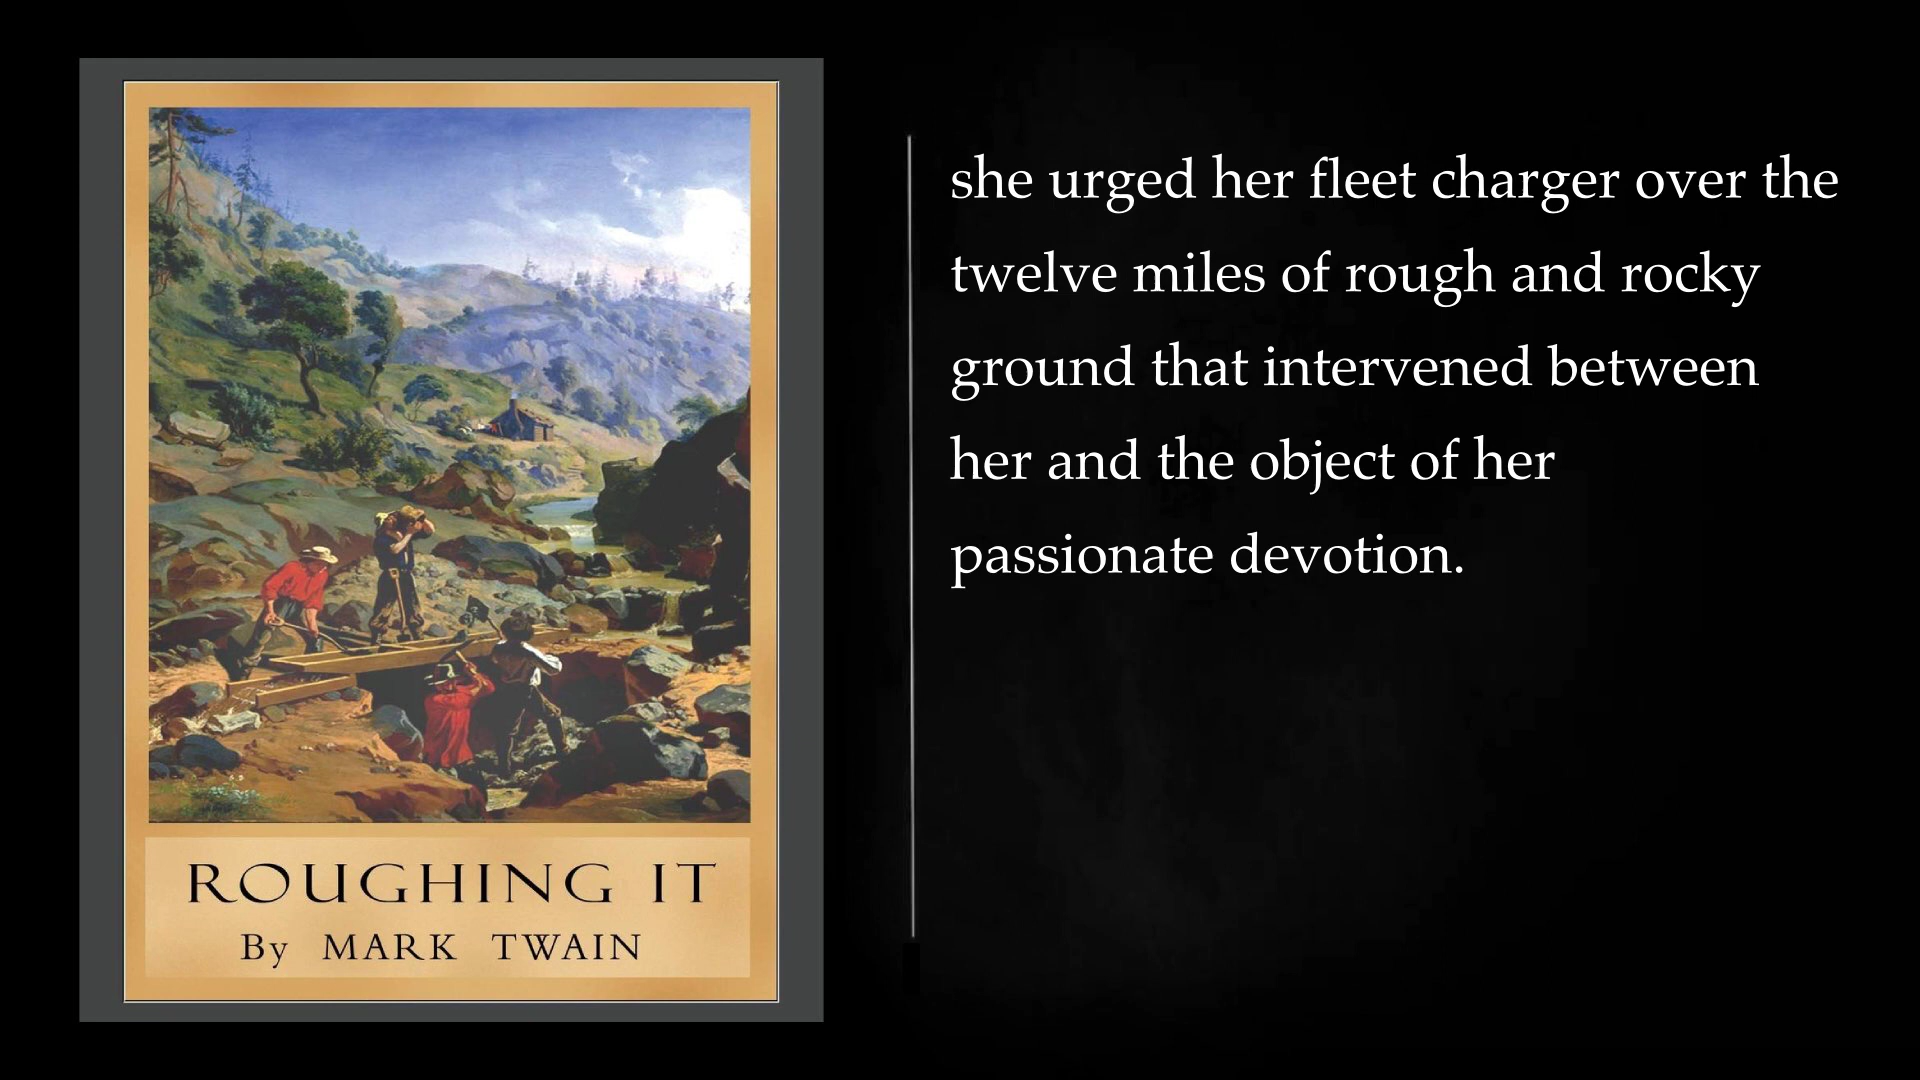 ROUGHING IT
By MARK TWAIN
she urged her fleet charger over the
twelve miles of rough and rocky
ground that intervened between
her and the object of her
passionate devotion.